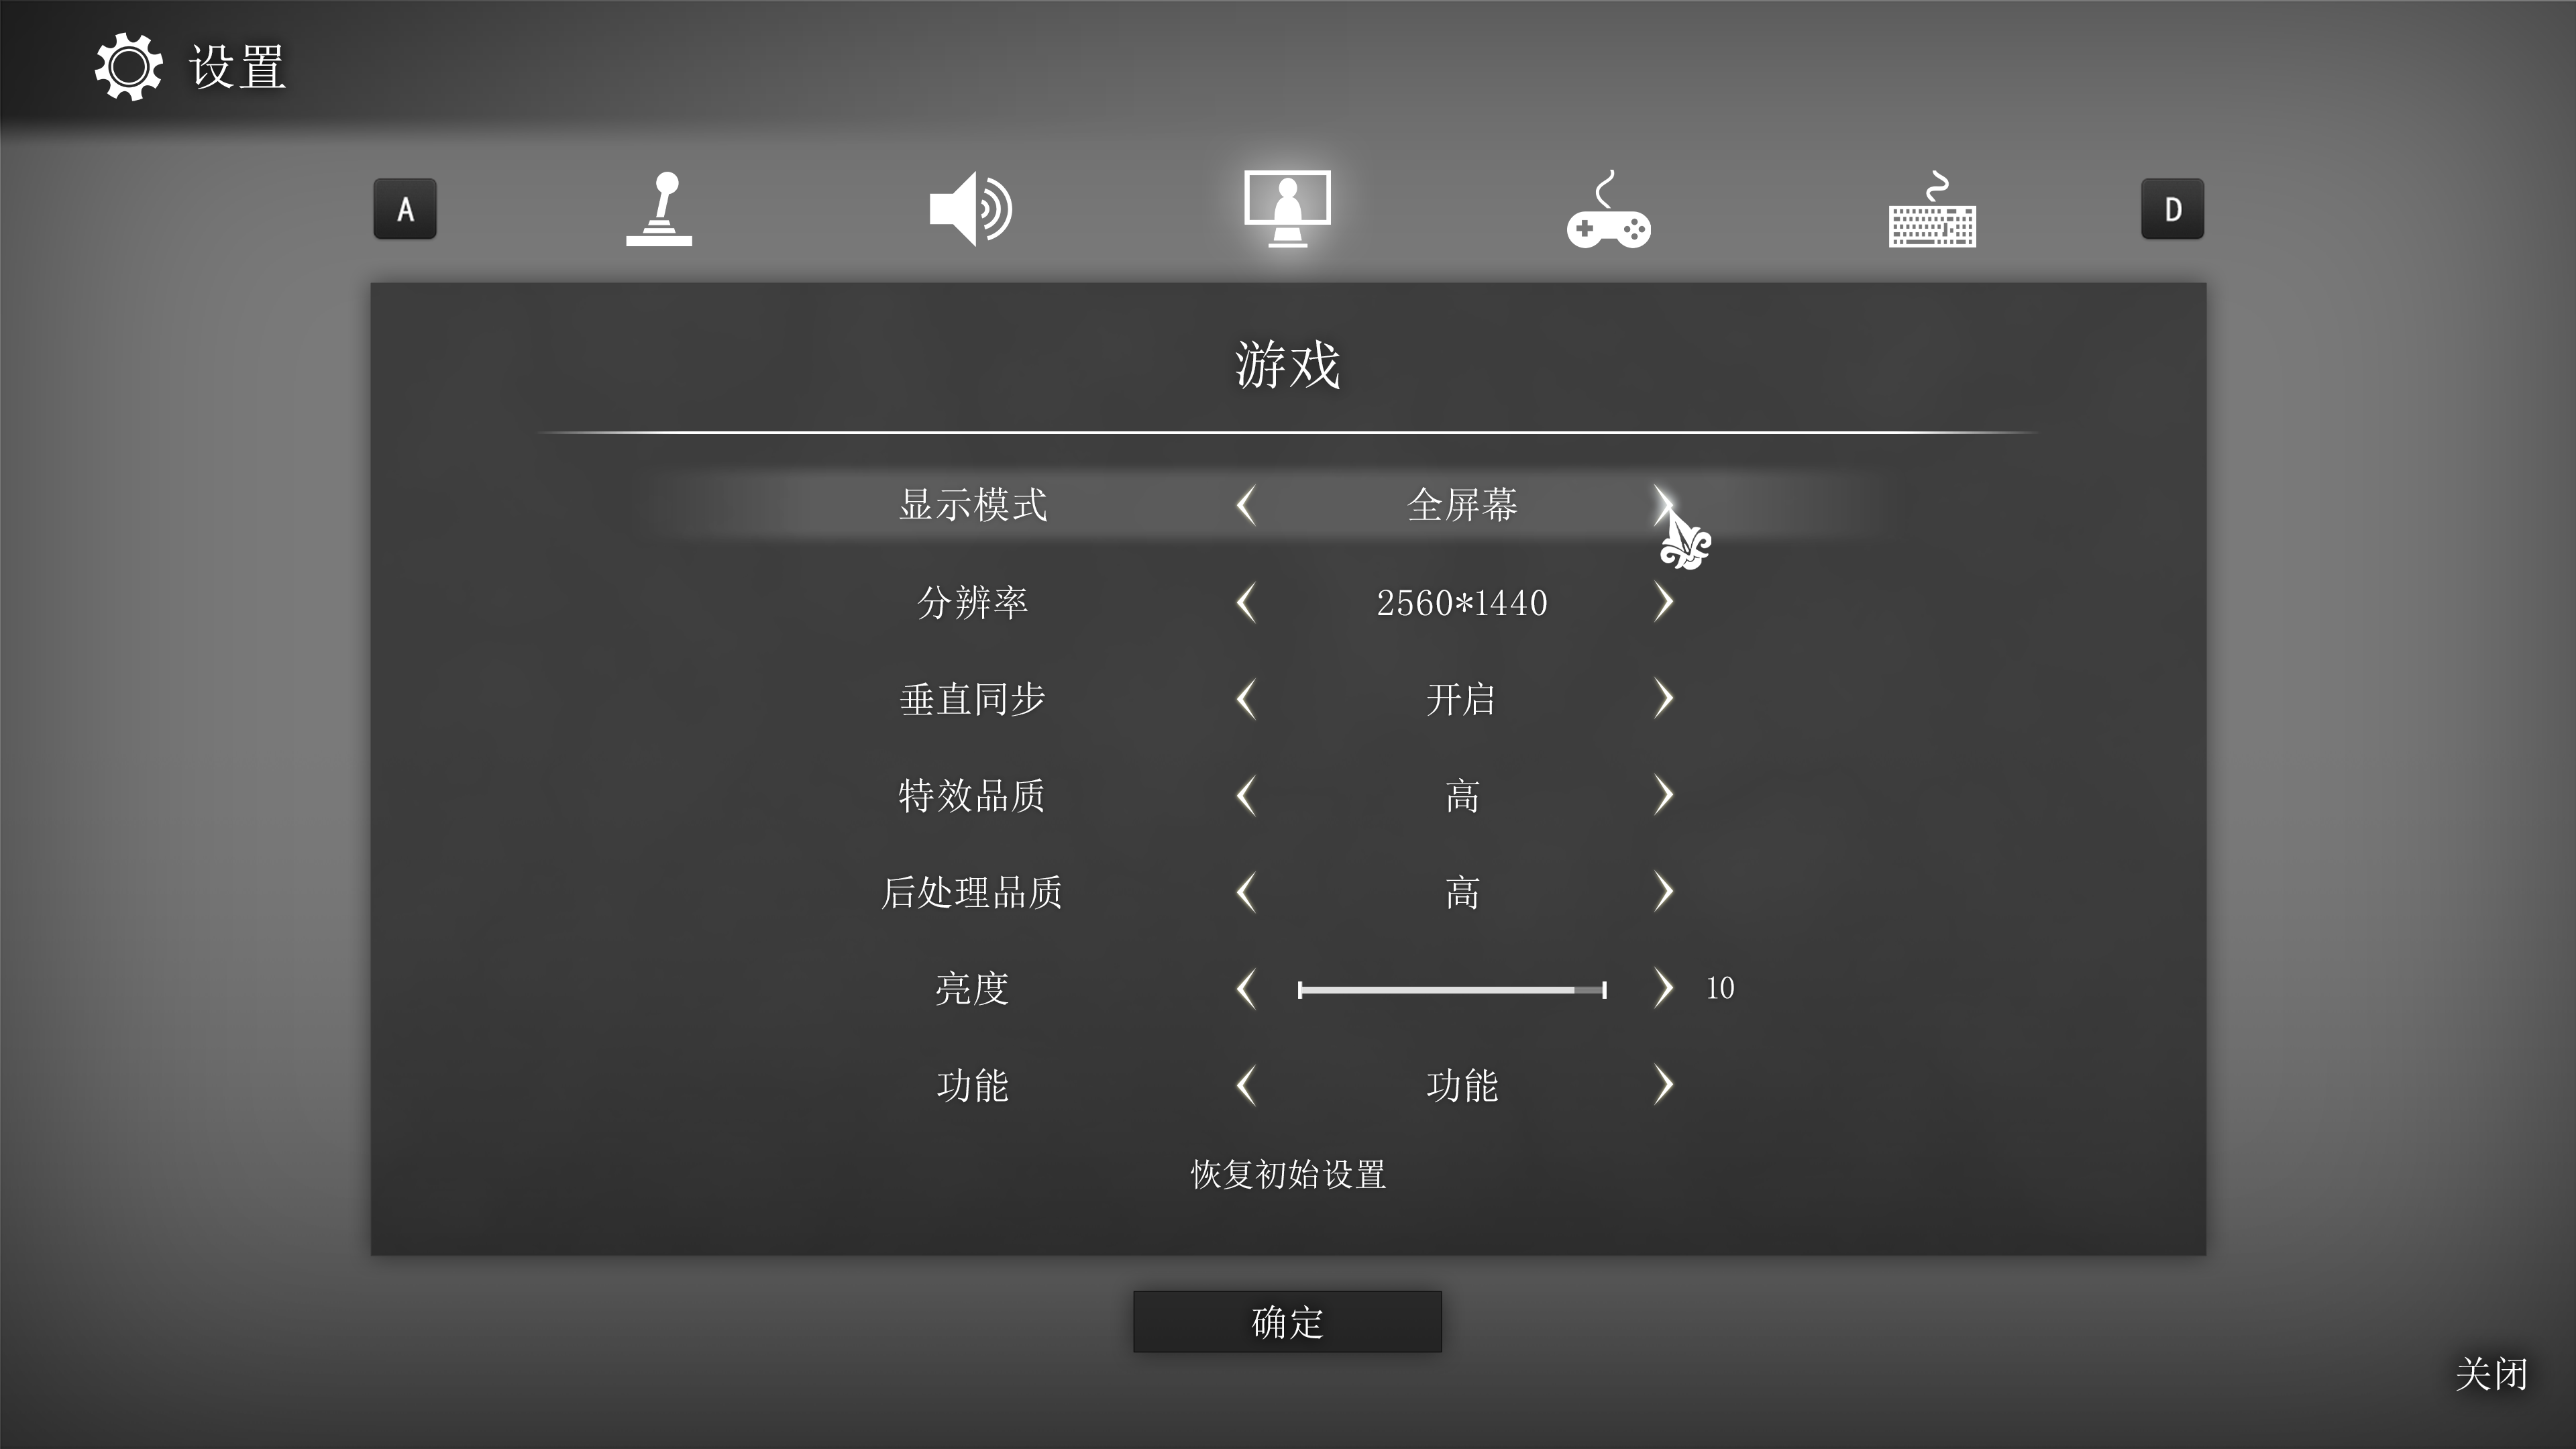 设置
A
D
游戏
显示模式 全屏幕
分辨率 2560*1440
垂直同步 开启
特效品质 高
后处理品质 高
亮度 10
功能 功能
恢复初始设置
确定
关闭